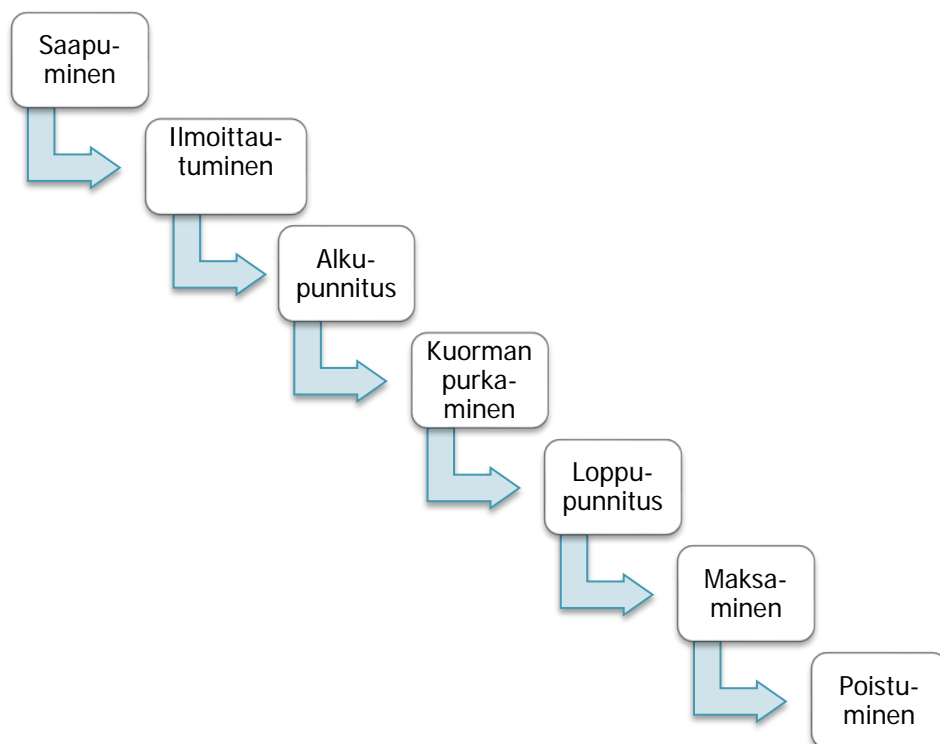 Saapu-
minen
Ilmoittau-
tuminen
Alku-
punnitus
Kuorman
purka-
minen
Loppu-
punnitus
Maksa-
minen
Poistu-
minen